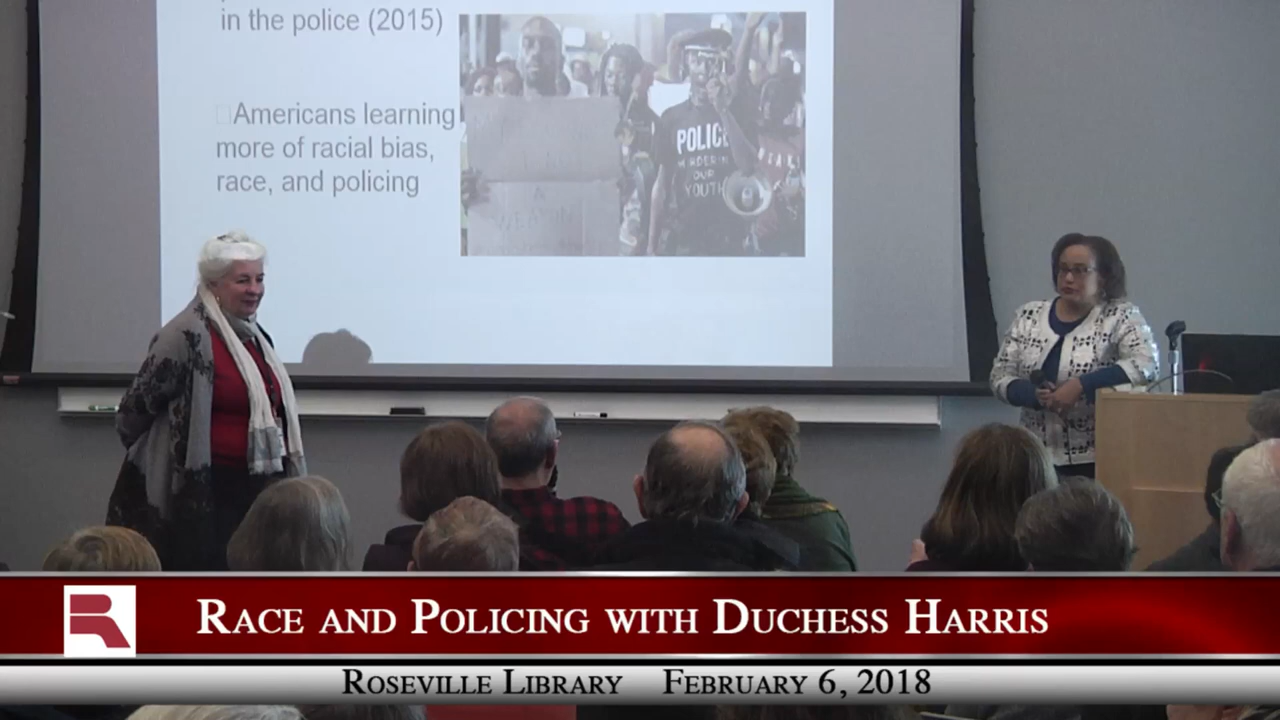 in the police (2015)
Americans learning
more of racial bias,
race, and policing
POLICE
OUR
YOUTH
RACE AND POLICING WITH DUCHESS HARRIS
ROSEVILLE LIBRARY FEBRUARY 6, 2018